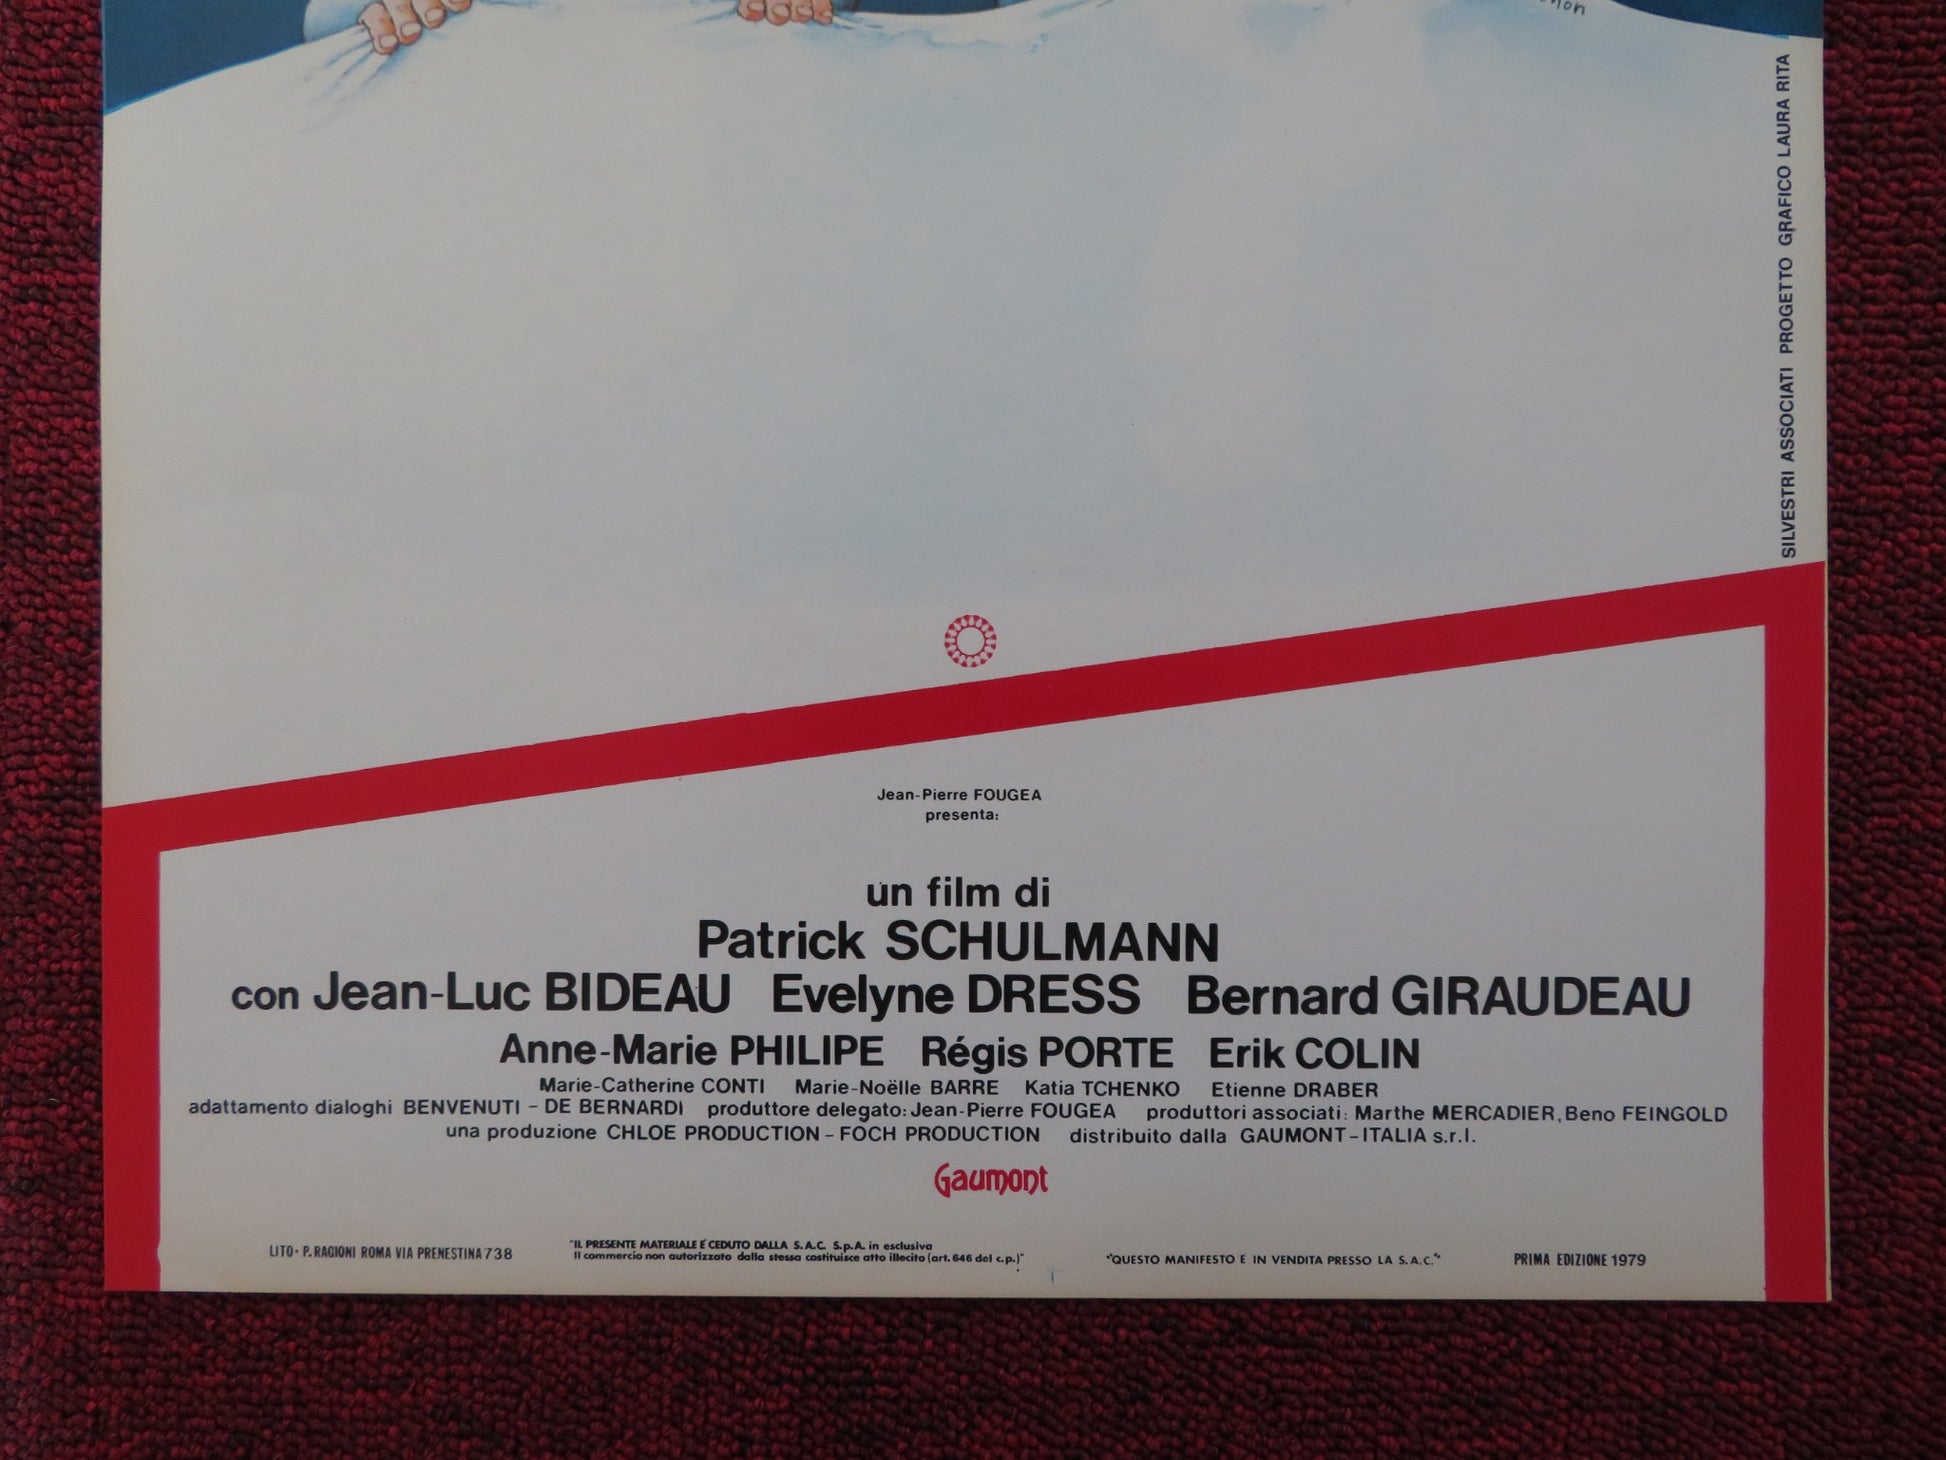 SILVESTRI ASSOCIATI PROGETTO GRAFICO LAURA RITA
Jean-Pierre FOUGEA
presenta:
un film di
Patrick SCHULMANN
con Jean-Luc BIDEAU Evelyne DRESS Bernard GIRAUDEAU
Anne-Marie PHILIPE Régis PORTE Erik COLIN
Marie-Catherine CONTI Marie-Noëlle BARRE Katia TCHENKO Etienne DRABER
adattamento dialoghi BENVENUTI - DE BERNARDI produttore delegato: Jean-Pierre FOUGEA produttori associati: Marthe MERCADIER, Beno FEINGOLD
una produzione CHLOE PRODUCTION - FOCH PRODUCTION distribuito dalla GAUMONT-ITALIA s.r.l.
Gaumont
LITO - P. RAGIONI ROMA VIA PRENESTINA 738
"IL PRESENTE MATERIALE E' CEDUTO DALLA S.A.C. S.p.A. in esclusiva
Il commercio non autorizzato dalla stessa costituisce atto illecito (art. 646 del c.p.)"
"QUESTO MANIFESTO E IN VENDITA PRESSO LA S.A.C."
PRIMA EDIZIONE 1979